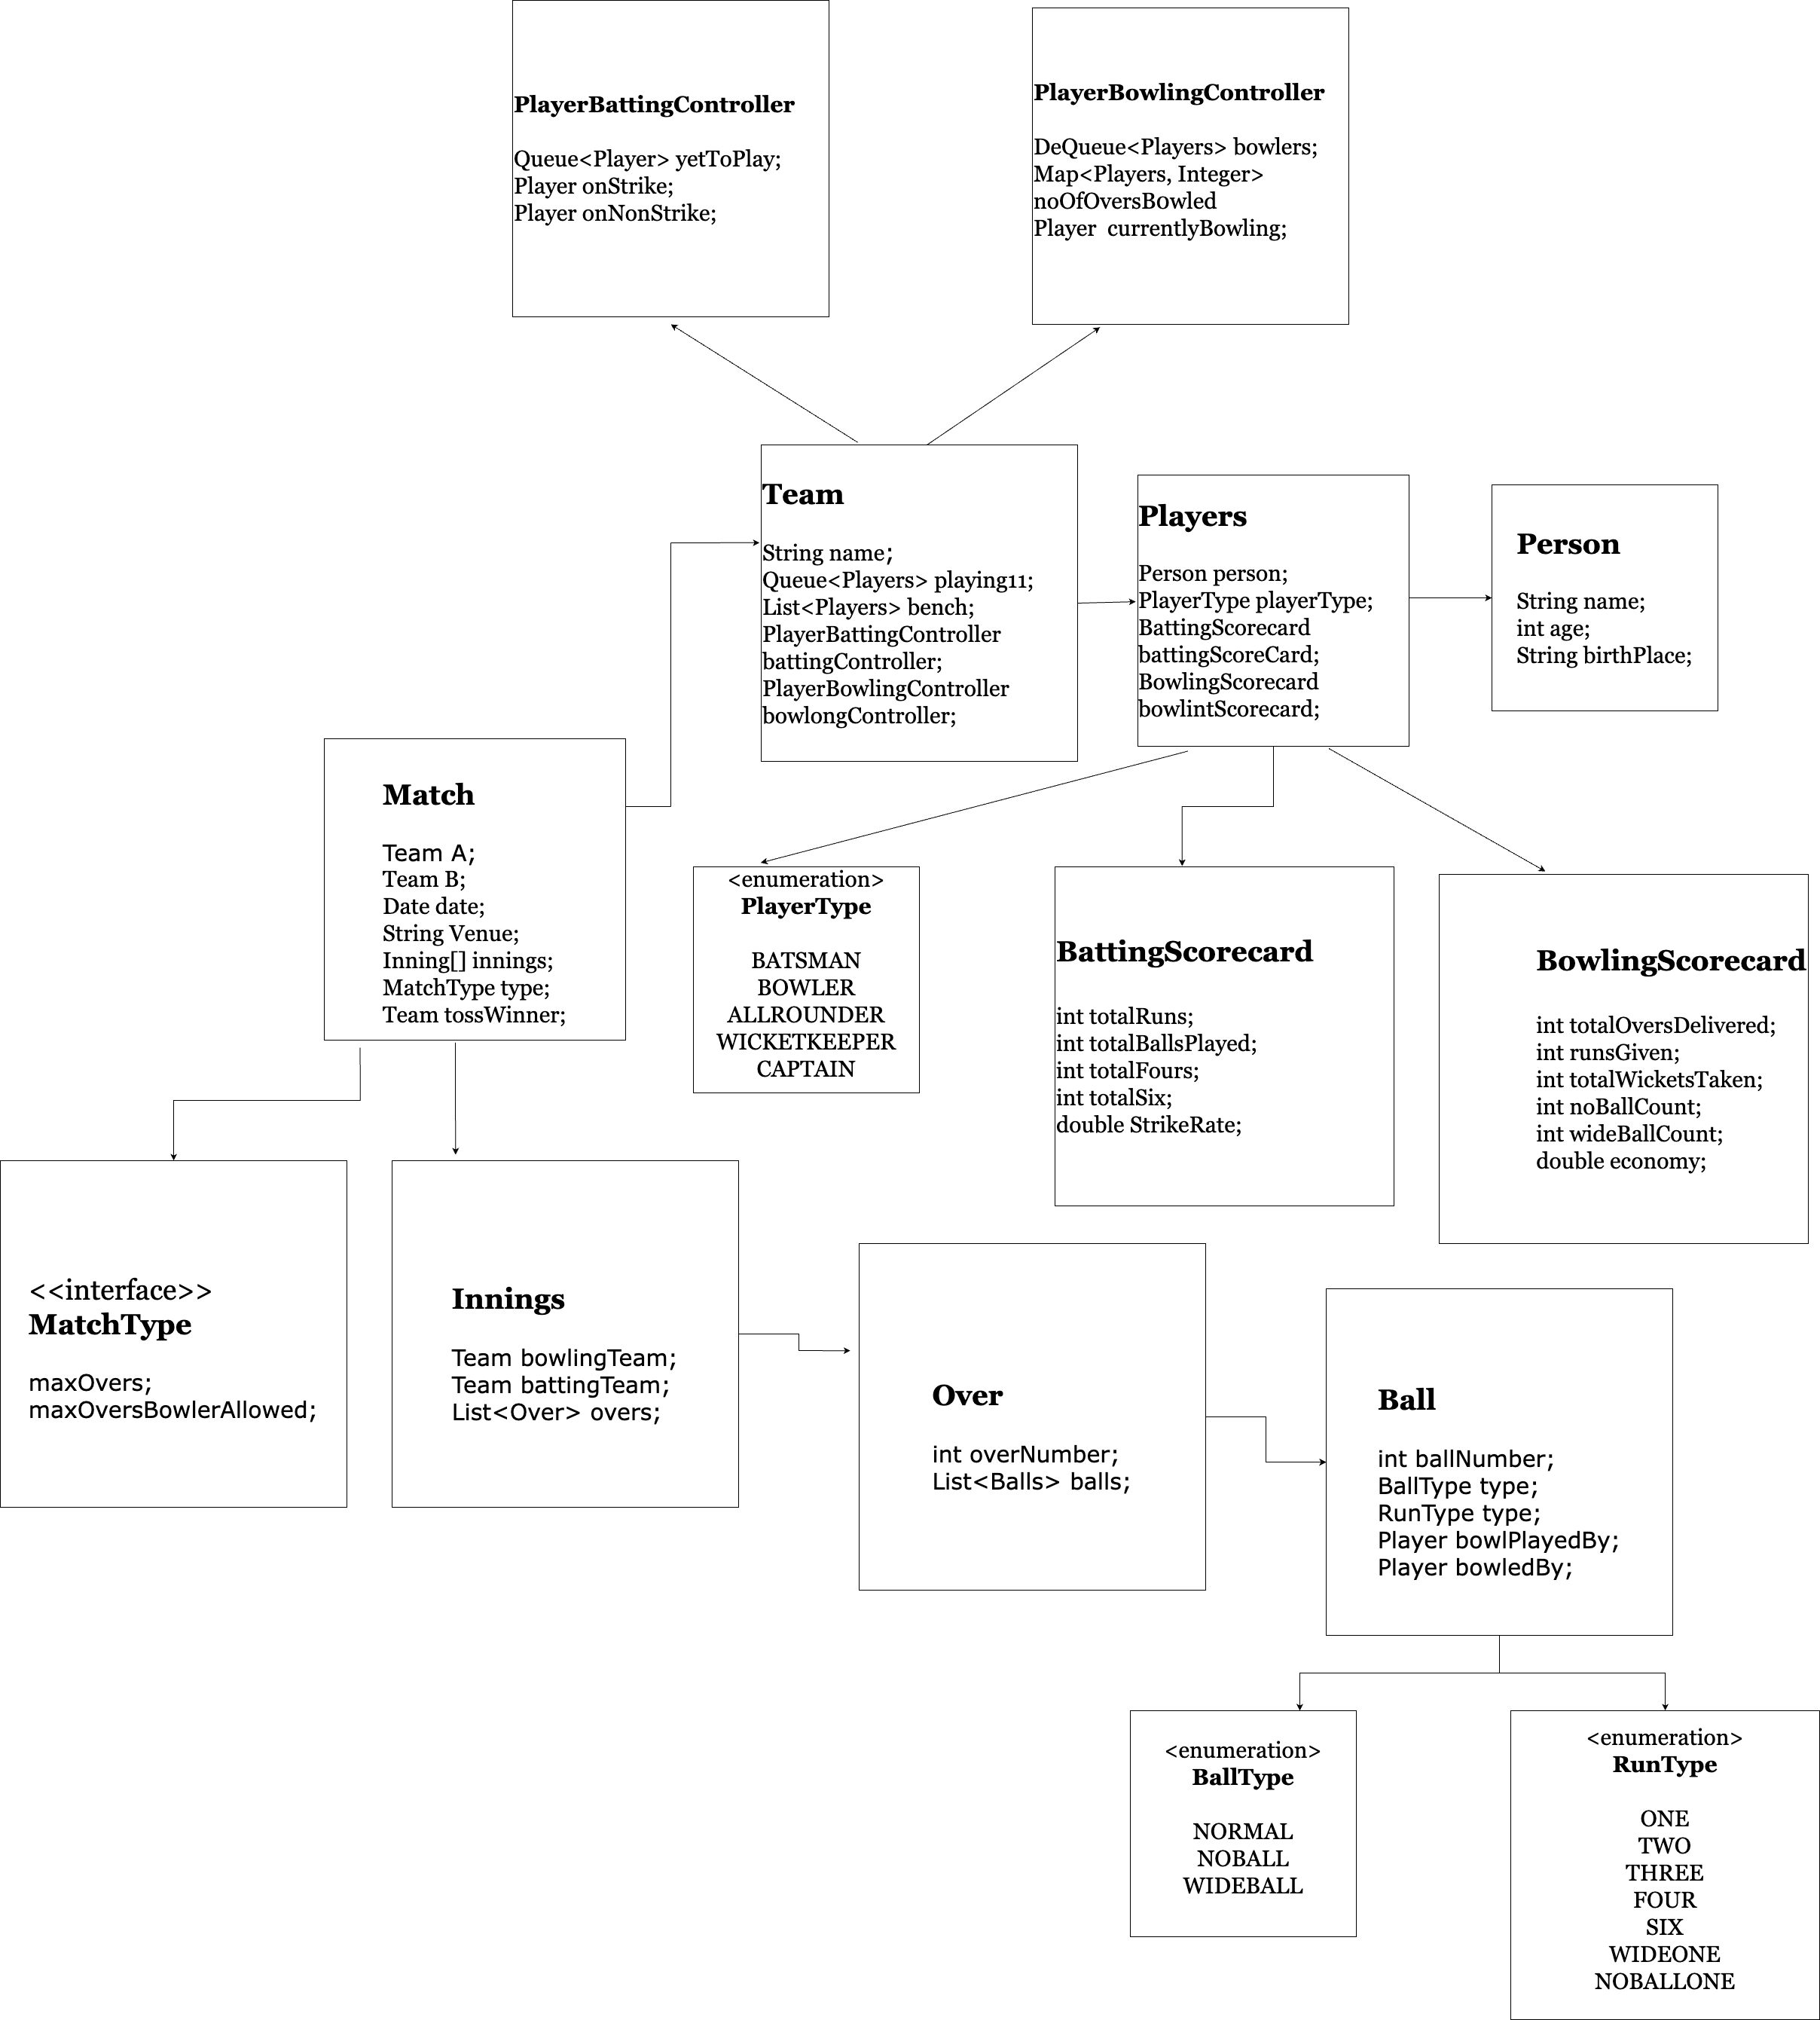 PlayerBattingController
Queue<Player> yetToPlay;
Player onStrike;
Player onNonStrike;
PlayerBowlingController
DeQueue<Players> bowlers;
Map<Players, Integer>
noOfOversBowled
Player  currentlyBowling;
Team
String name;
Queue<Players> playing11;
List<Players> bench;
PlayerBattingController
battingController;
PlayerBowlingController
bowlongController;
Players
Person person;
PlayerType playerType;
BattingScorecard
battingScoreCard;
BowlingScorecard
bowlintScorecard;
Person
String name;
int age;
String birthPlace;
Match
Team A;
Team B;
Date date;
String Venue;
Inning[] innings;
MatchType type;
Team tossWinner;
<enumeration>
PlayerType
BATSMAN
BOWLER
ALLROUNDER
WICKETKEEPER
CAPTAIN
BattingScorecard
int totalRuns;
int totalBallsPlayed;
int totalFours;
int totalSix;
double StrikeRate;
BowlingScorecard
int totalOversDelivered;
int runsGiven;
int totalWicketsTaken;
int noBallCount;
int wideBallCount;
double economy;
<<interface>>
MatchType
maxOvers;
maxOversBowlerAllowed;
Innings
Team bowlingTeam;
Team battingTeam;
List<Over> overs;
Over
int overNumber;
List<Balls> balls;
Ball
int ballNumber;
BallType type;
RunType type;
Player bowlPlayedBy;
Player bowledBy;
<enumeration>
BallType
NORMAL
NOBALL
WIDEBALL
<enumeration>
RunType
ONE
TWO
THREE
FOUR
SIX
WIDEONE
NOBALLONE